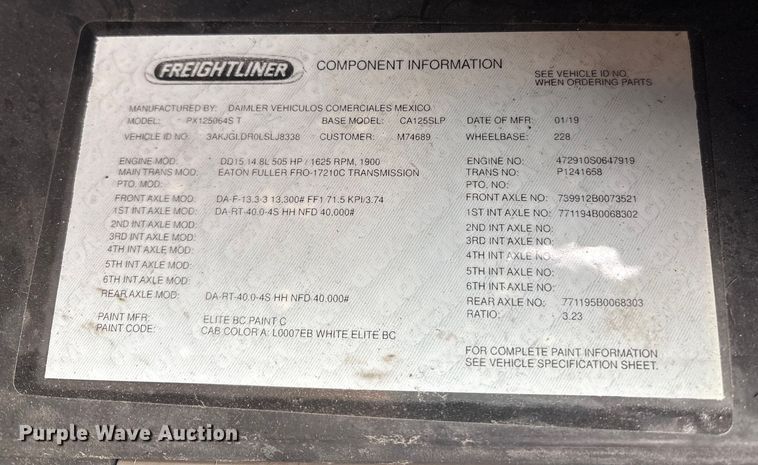 FREIGHTLINER COMPONENT INFORMATION
SEE VEHICLE ID NO.
WHEN ORDERING PARTS
MANUFACTURED BY: DAIMLER VEHICULOS COMERCIALES MEXICO
MODEL: PX125064S T BASE MODEL: CA125SLP DATE OF MFR: 01/19
VEHICLE ID NO. 3AKJGLDR0LSLJ8338 CUSTOMER: M74689 WHEELBASE: 228
ENGINE MOD: DD15 14.8L 505 HP / 1625 RPM, 1900 ENGINE NO: 472910S0647919
MAIN TRANS MOD: EATON FULLER FRO-17210C TRANSMISSION TRANS NO: P1241658
PTO. MOD: PTO. NO:
FRONT AXLE MOD: DA-F-13.3-3 13,300# FF1 71.5 KPI/3.74 FRONT AXLE NO: 739912B0073521
1ST INT AXLE MOD: DA-RT-40.0-4S HH NFD 40,000# 1ST INT AXLE NO: 771194B0068302
2ND INT AXLE MOD: 2ND INT AXLE NO:
3RD INT AXLE MOD: 3RD INT AXLE NO:
4TH INT AXLE MOD: 4TH INT AXLE NO:
5TH INT AXLE MOD: 5TH INT AXLE NO:
6TH INT AXLE MOD: 6TH INT AXLE NO:
REAR AXLE MOD: DA-RT-40.0-4S HH NFD 40,000# REAR AXLE NO: 771195B0068303
RATIO: 3.23
PAINT MFR: ELITE BC PAINT C
PAINT CODE: CAB COLOR A: L0007EB WHITE ELITE BC
FOR COMPLETE PAINT INFORMATION
SEE VEHICLE SPECIFICATION SHEET.
Purple Wave Auction